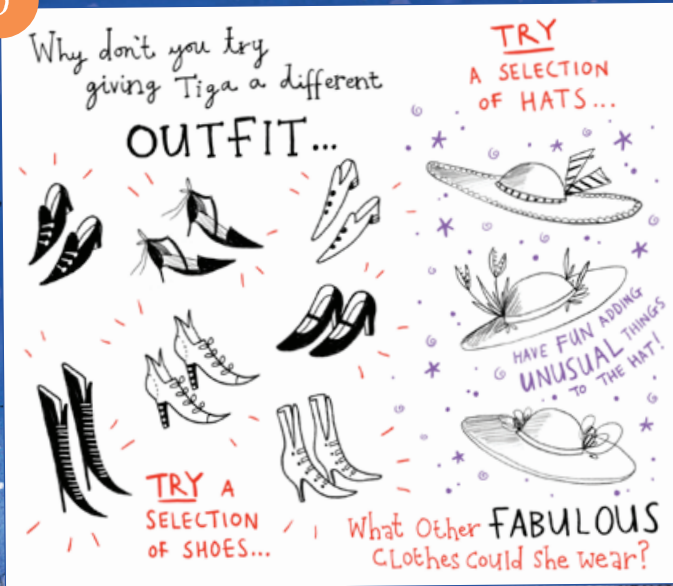 Why don't you try
giving Tiga a different
OUTFIT...
TRY
A SELECTION
OF HATS...
HAVE FUN ADDING
UNUSUAL THINGS
TO THE HAT!
TRY A
SELECTION
OF SHOES...
What Other FABULOUS
CLothes Could She Wear?